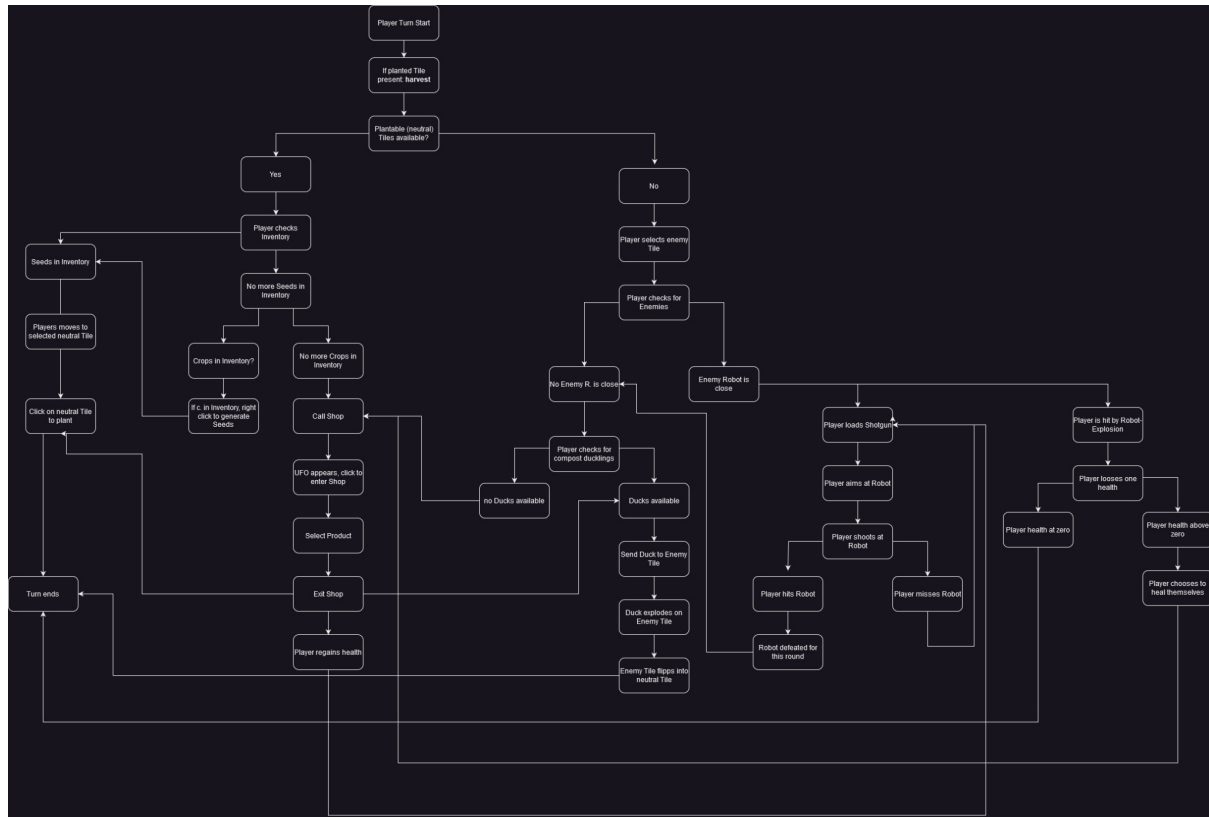 Player Turn Start
If planted Tile
present: harvest
Plantable (neutral)
Tiles available?
Yes
No
Player checks
Inventory
Player selects enemy
Tile
Seeds in Inventory
No more Seeds in
Inventory
Player checks for
Enemies
Players moves to
selected neutral Tile
Crops in Inventory?
No more Crops in
Inventory
No Enemy R. is close
Enemy Robot is
close
Click on neutral Tile
to plant
If c. in Inventory, right
click to generate
Seeds
Call Shop
Player loads Shotgun
Player is hit by Robot-
Explosion
Player checks for
compost ducklings
UFO appears, click to
enter Shop
Player aims at Robot
Player looses one
health
no Ducks available
Ducks available
Select Product
Player shoots at
Robot
Player health at zero
Player health above
zero
Send Duck to Enemy
Tile
Turn ends
Exit Shop
Player hits Robot
Player misses Robot
Player chooses to
heal themselves
Duck explodes on
Enemy Tile
Player regains health
Robot defeated for
this round
Enemy Tile flipps into
neutral Tile